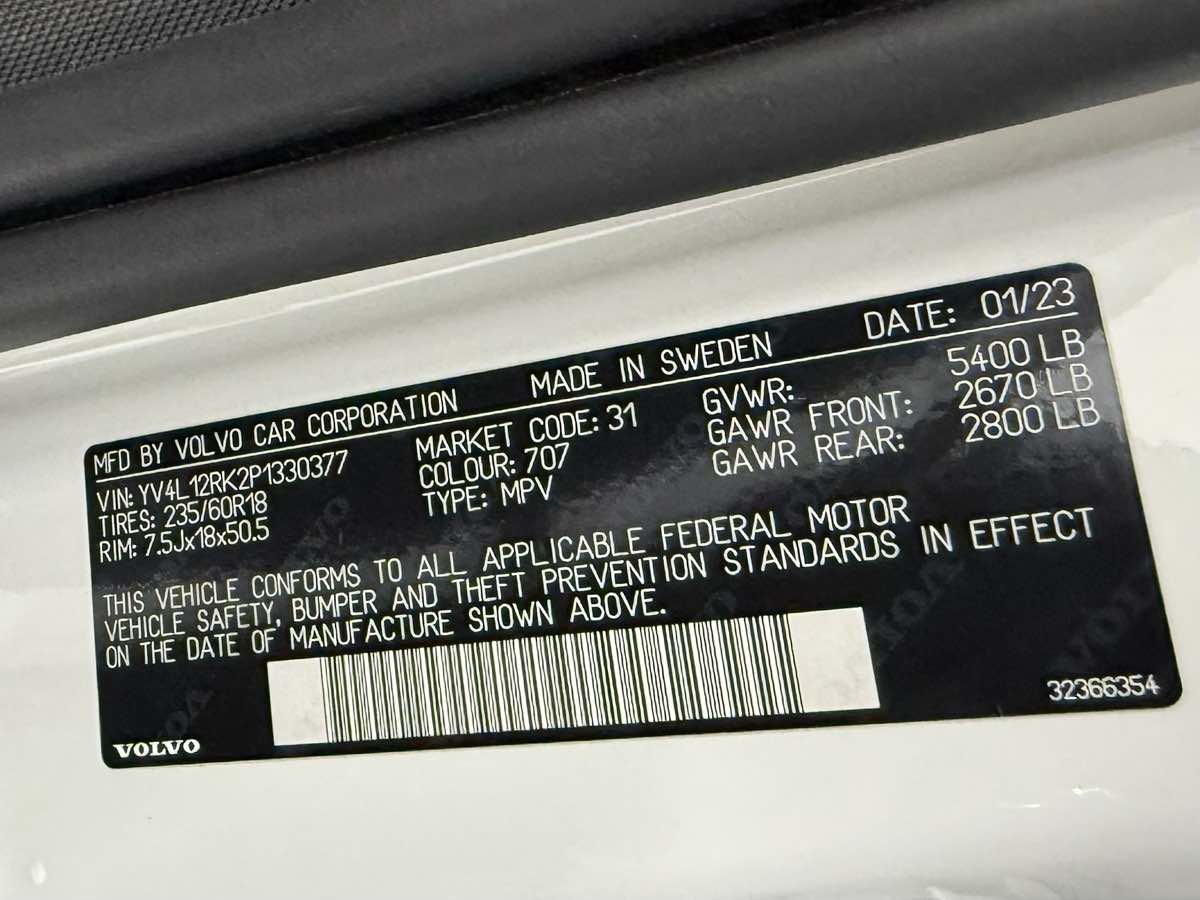 MFD BY VOLVO CAR CORPORATION MADE IN SWEDEN DATE: 01/23
VIN: YV4L12RK2P1330377 MARKET CODE: 31 GVWR: 5400 LB
TIRES: 235/60R18 COLOUR: 707 GAWR FRONT: 2670 LB
RIM: 7.5Jx18x50.5 TYPE: MPV GAWR REAR: 2800 LB
THIS VEHICLE CONFORMS TO ALL APPLICABLE FEDERAL MOTOR
VEHICLE SAFETY, BUMPER AND THEFT PREVENTION STANDARDS IN EFFECT
ON THE DATE OF MANUFACTURE SHOWN ABOVE.
VOLVO 32366354